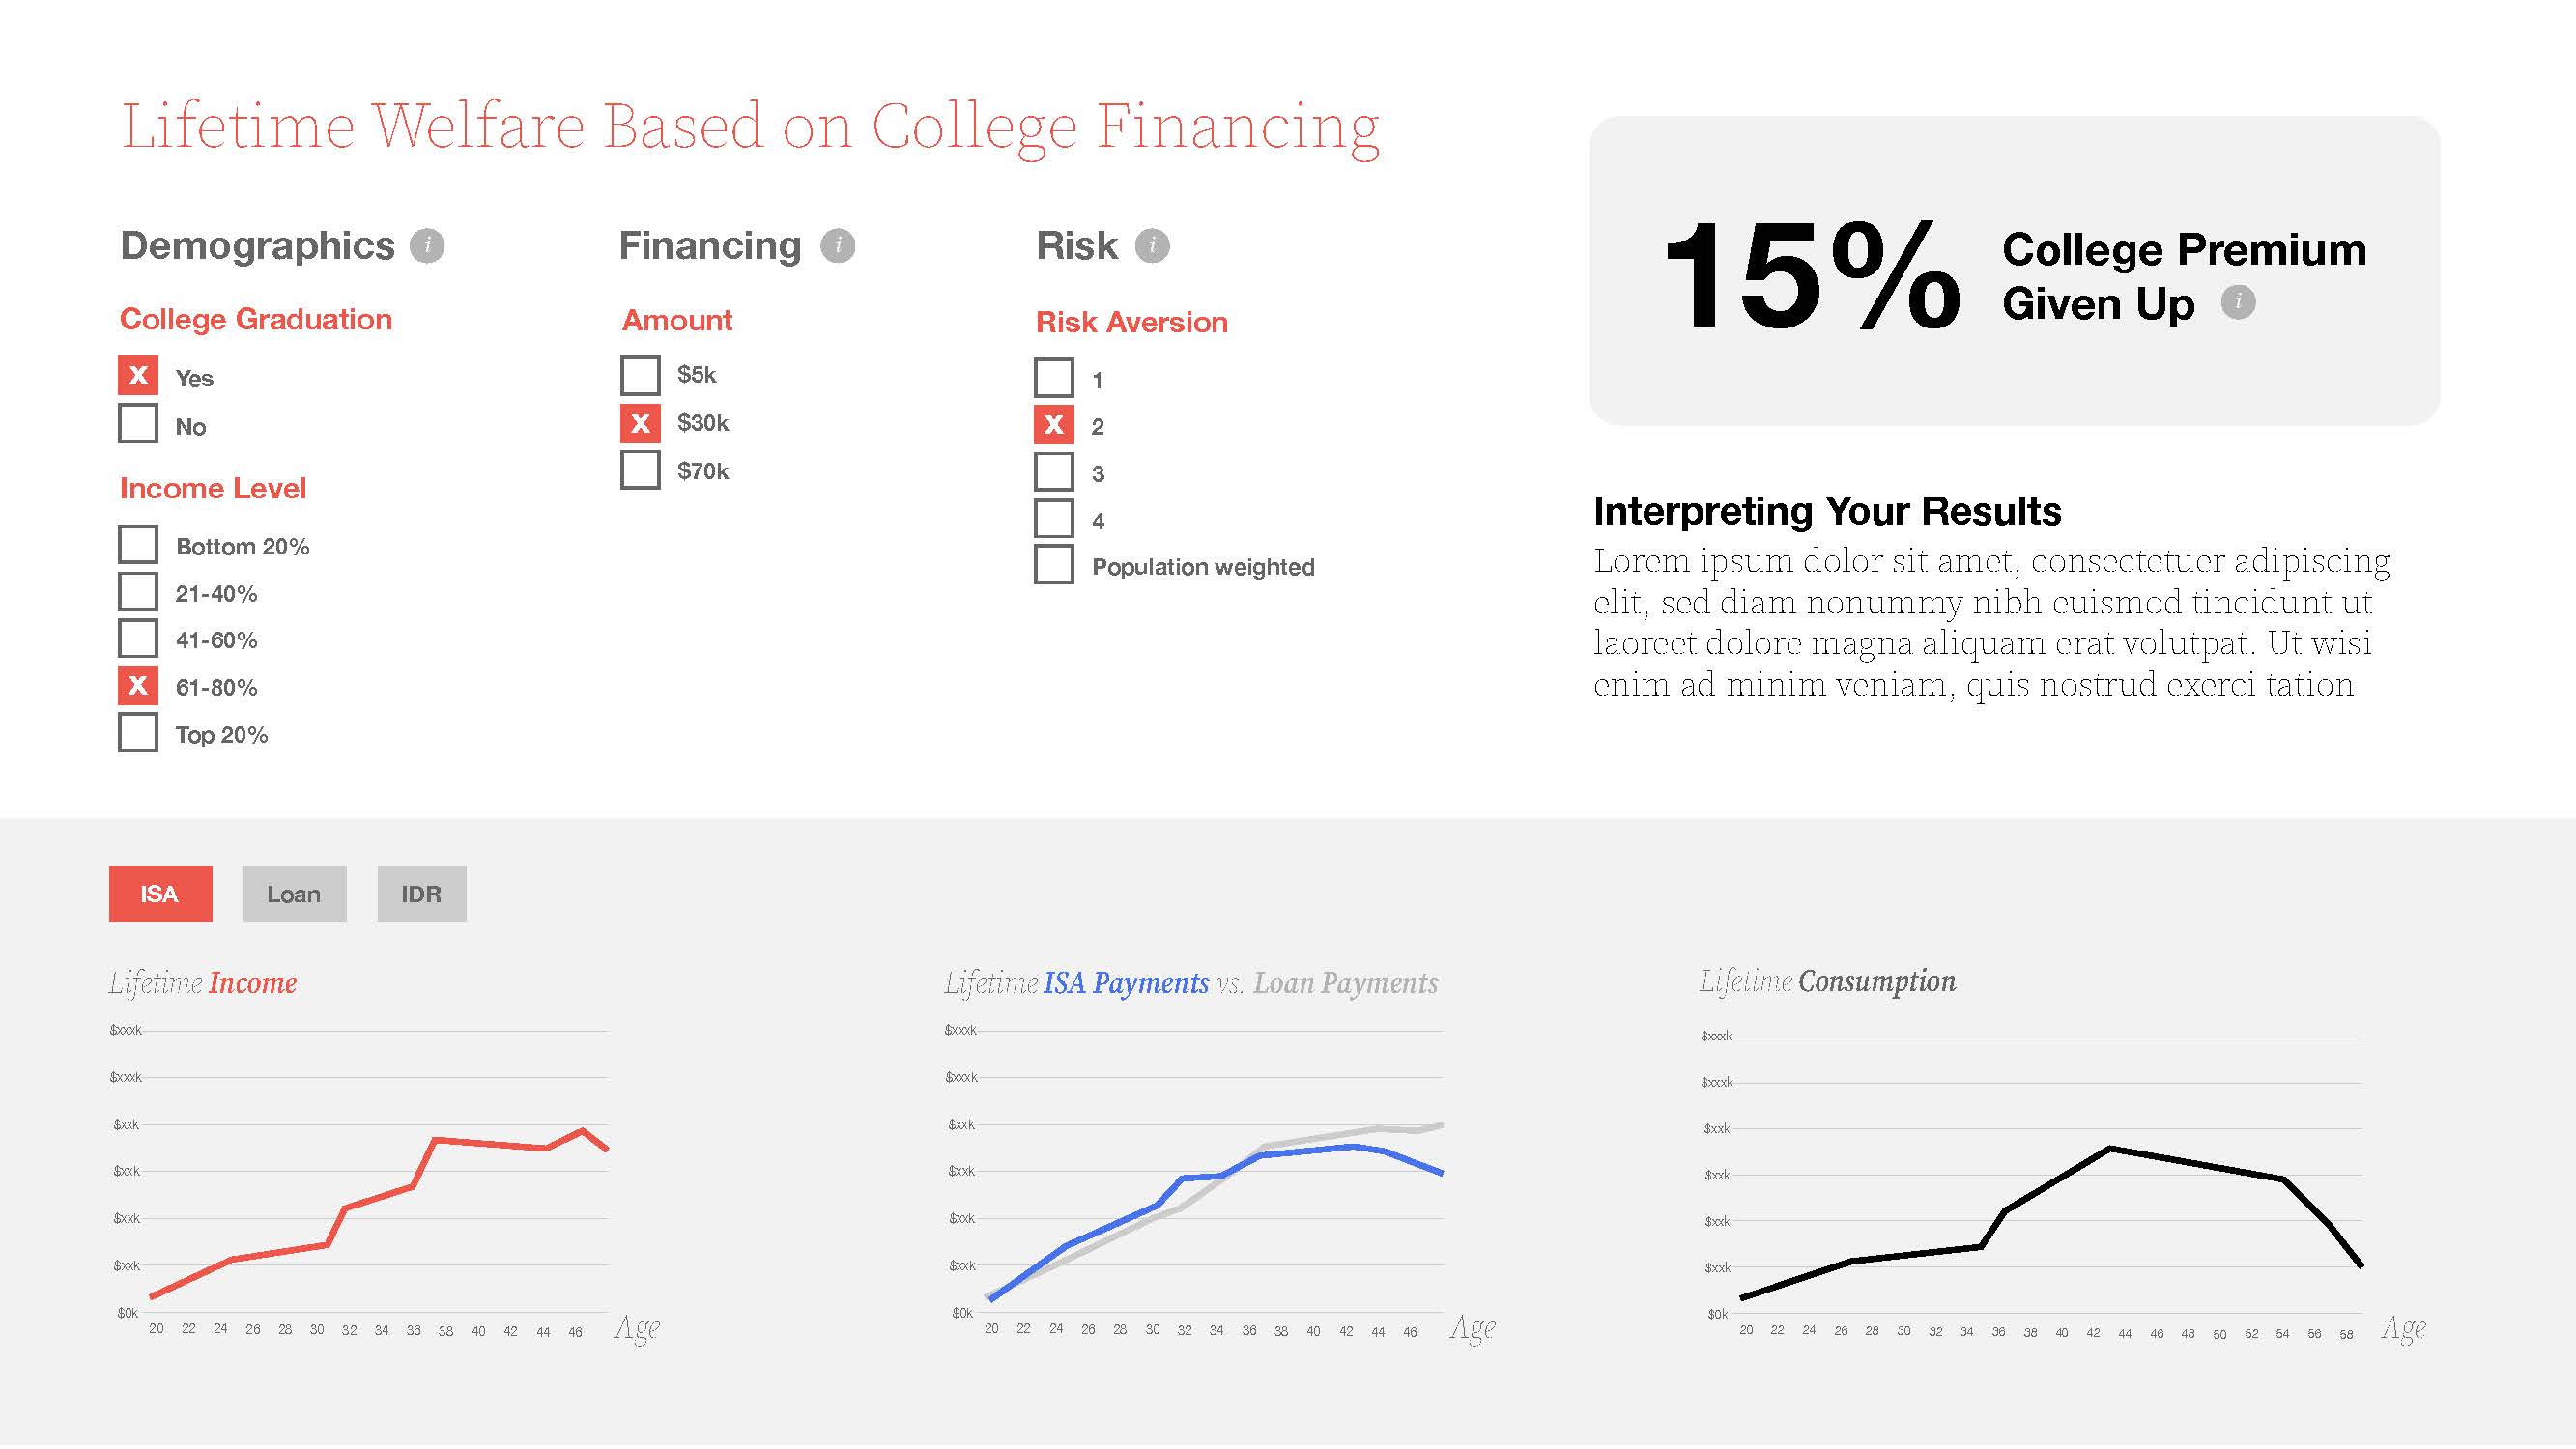 Lifetime Welfare Based on College Financing
Demographics i
College Graduation
X Yes
No
Income Level
Bottom 20%
21-40%
41-60%
X 61-80%
Top 20%
Financing i
Amount
$5k
X $30k
$70k
Risk i
Risk Aversion
1
X 2
3
4
Population weighted
15% College Premium
Given Up i
Interpreting Your Results
Lorem ipsum dolor sit amet, consectetuer adipiscing
elit, sed diam nonummy nibh euismod tincidunt ut
laoreet dolore magna aliquam erat volutpat. Ut wisi
enim ad minim veniam, quis nostrud exerci tation
ISA Loan IDR
Lifetime Income
$xxxk
$xxxk
$xxk
$xxk
$xxk
$xxk
$0k
20 22 24 26 28 30 32 34 36 38 40 42 44 46 Age
Lifetime ISA Payments vs. Loan Payments
$xxxk
$xxxk
$xxk
$xxk
$xxk
$xxk
$0k
20 22 24 26 28 30 32 34 36 38 40 42 44 46 Age
Lifetime Consumption
$xxxk
$xxxk
$xxk
$xxk
$xxk
$xxk
$0k
20 22 24 26 28 30 32 34 36 38 40 42 44 46 48 50 52 54 56 58 Age